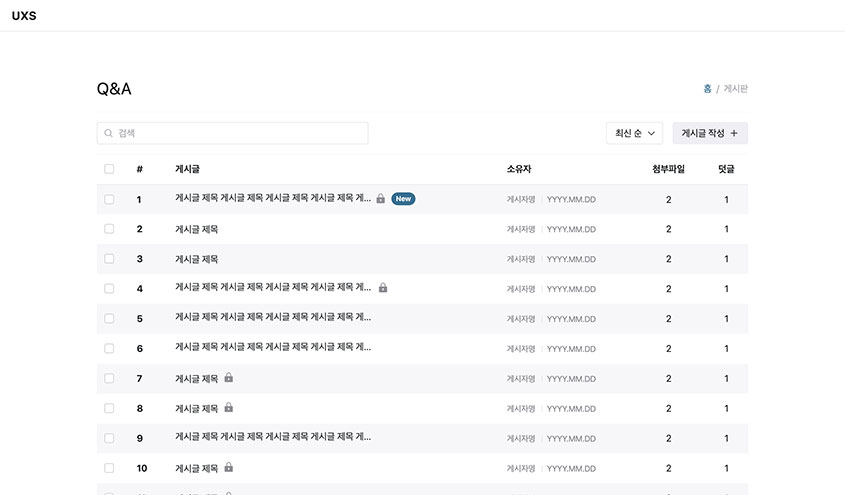 UXS
Q&A
홈 / 게시판
검색
최신 순
게시글 작성 +
# 게시글 소유자 첨부파일 덧글
1 게시글 제목 게시글 제목 게시글 제목 게시글 제목 게... New 게시자명 YYYY.MM.DD 2 1
2 게시글 제목 게시자명 YYYY.MM.DD 2 1
3 게시글 제목 게시자명 YYYY.MM.DD 2 1
4 게시글 제목 게시글 제목 게시글 제목 게시글 제목 게... 게시자명 YYYY.MM.DD 2 1
5 게시글 제목 게시글 제목 게시글 제목 게시글 제목 게... 게시자명 YYYY.MM.DD 2 1
6 게시글 제목 게시글 제목 게시글 제목 게시글 제목 게... 게시자명 YYYY.MM.DD 2 1
7 게시글 제목 게시자명 YYYY.MM.DD 2 1
8 게시글 제목 게시자명 YYYY.MM.DD 2 1
9 게시글 제목 게시글 제목 게시글 제목 게시글 제목 게... 게시자명 YYYY.MM.DD 2 1
10 게시글 제목 게시자명 YYYY.MM.DD 2 1